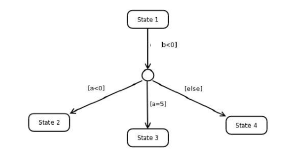 State 1
b<0]
[a<0]
[else]
[a=5]
State 2
State 3
State 4